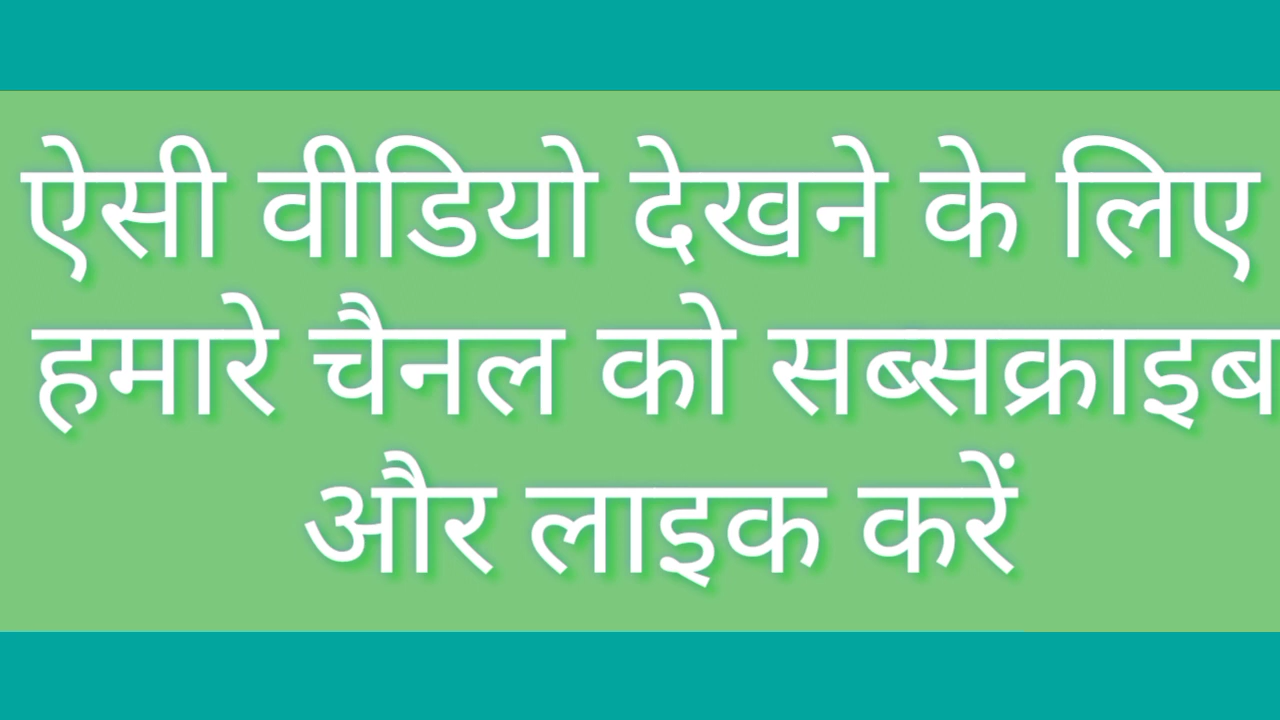 ऐसी वीडियो देखने के लिए
हमारे चैनल को सब्सक्राइब
और लाइक करें